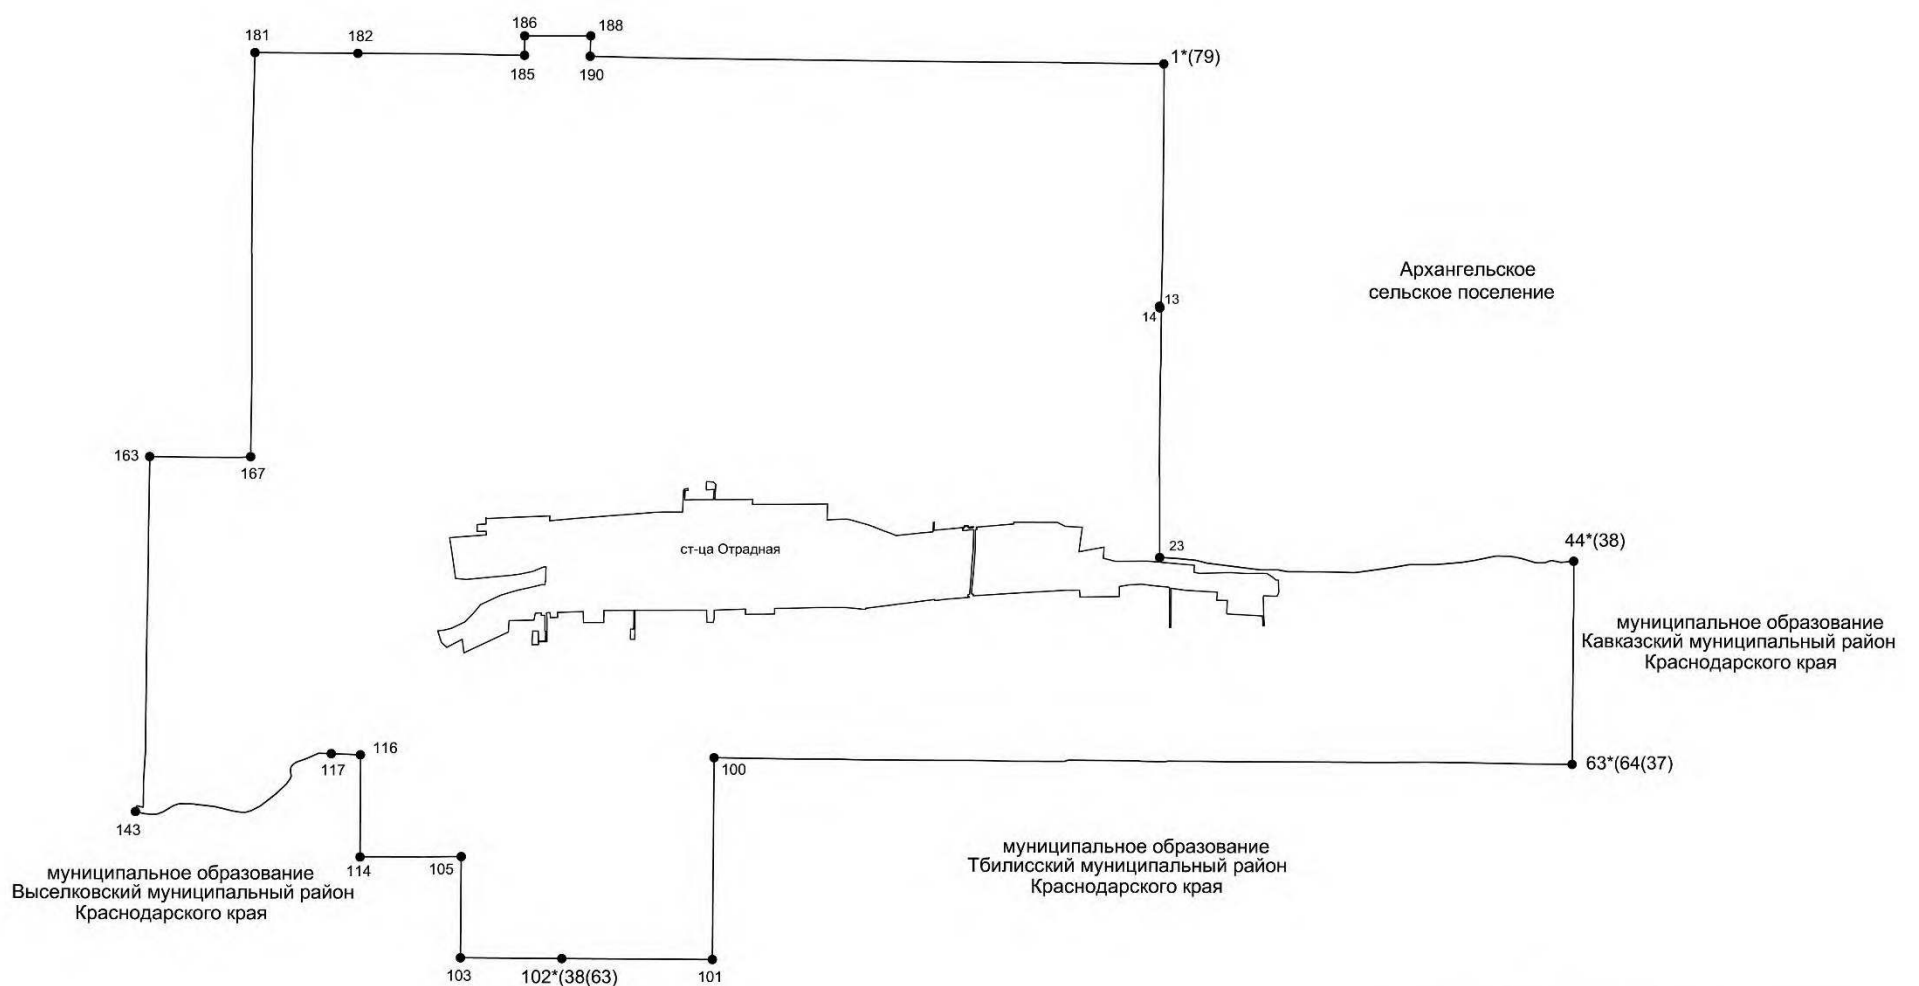 186
188
181
182
1*(79)
185
190
Архангельское
сельское поселение
13
14
163
167
ст-ца Отрадная
23
44*(38)
муниципальное образование
Кавказский муниципальный район
Краснодарского края
116
117
100
63*(64(37)
143
114
105
муниципальное образование
Тбилисский муниципальный район
Краснодарского края
муниципальное образование
Выселковский муниципальный район
Краснодарского края
103
102*(38(63)
101